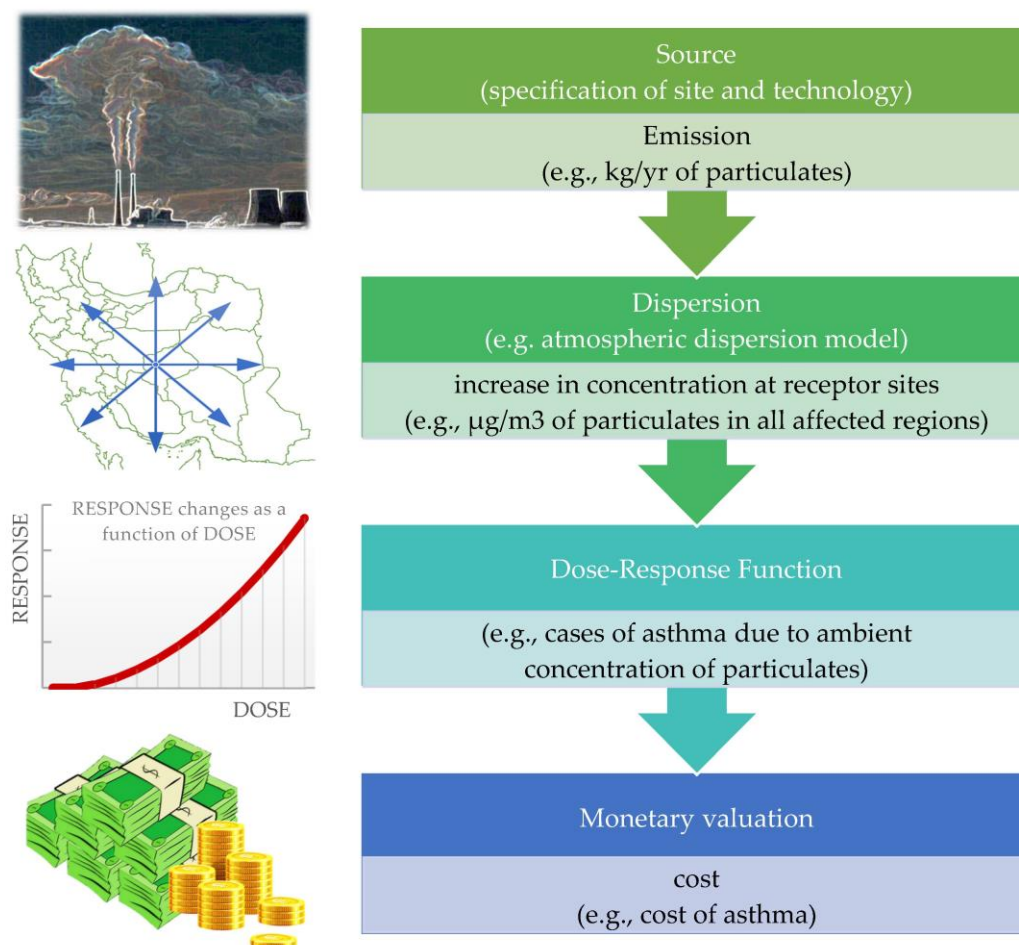 Source
(specification of site and technology)
Emission
(e.g., kg/yr of particulates)
Dispersion
(e.g. atmospheric dispersion model)
increase in concentration at receptor sites
(e.g., µg/m3 of particulates in all affected regions)
RESPONSE changes as a
function of DOSE
RESPONSE
DOSE
Dose-Response Function
(e.g., cases of asthma due to ambient
concentration of particulates)
$
Monetary valuation
cost
(e.g., cost of asthma)